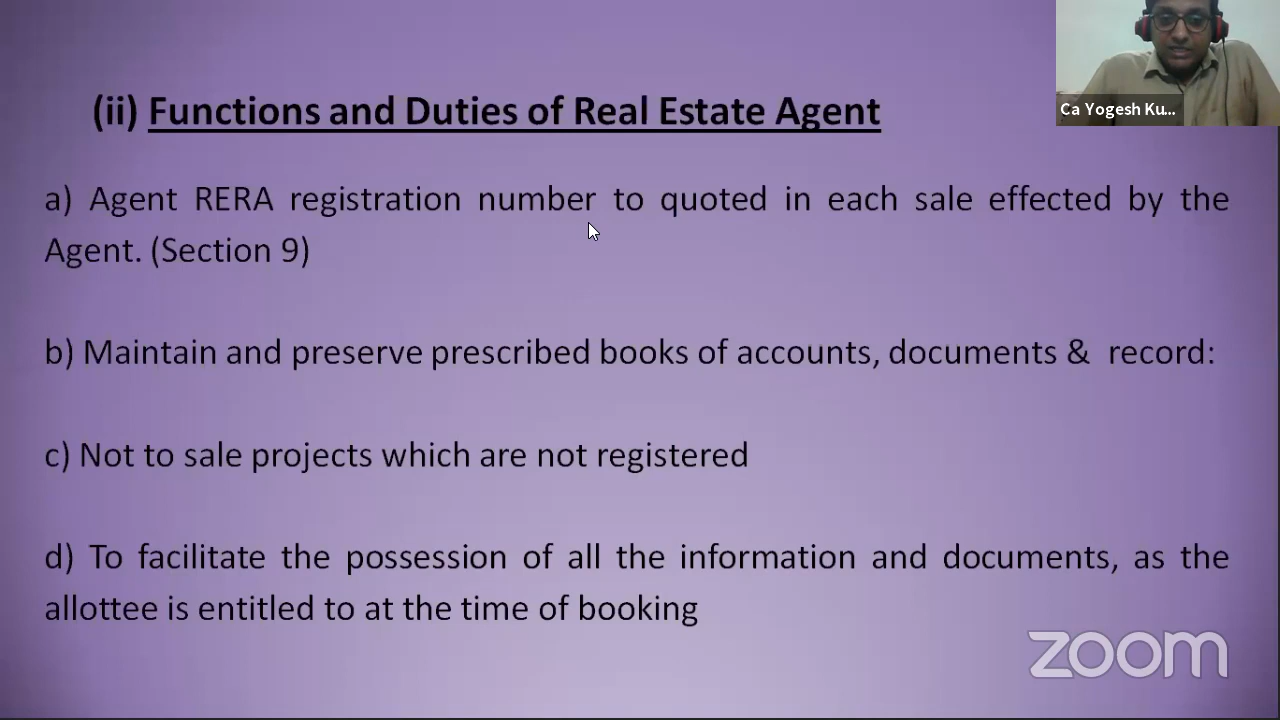 (ii) Functions and Duties of Real Estate Agent
Ca Yogesh Ku...
a) Agent RERA registration number to quoted in each sale effected by the
Agent. (Section 9)
b) Maintain and preserve prescribed books of accounts, documents & record:
c) Not to sale projects which are not registered
d) To facilitate the possession of all the information and documents, as the
allottee is entitled to at the time of booking
zoom